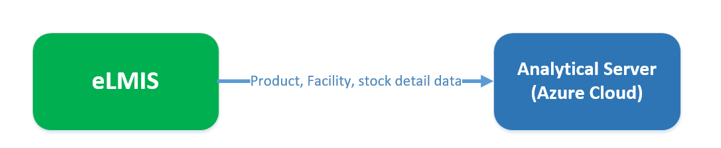 eLMIS
Product, Facility, stock detail data
Analytical Server
(Azure Cloud)